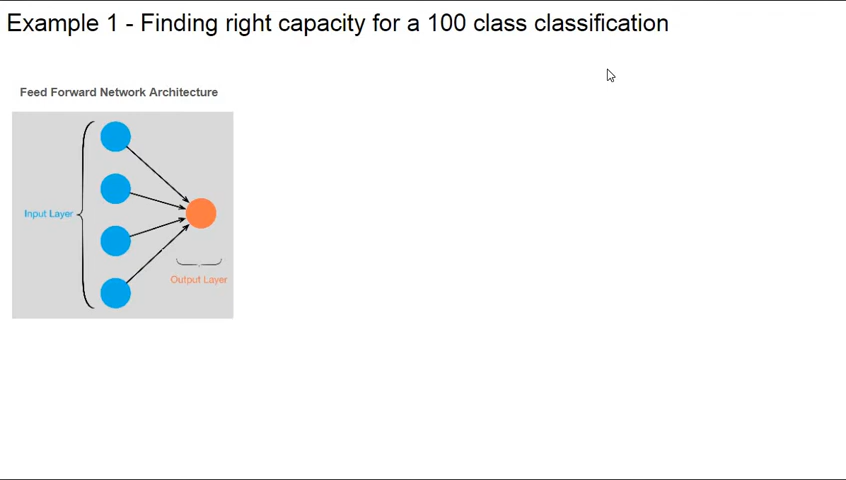 Example 1 - Finding right capacity for a 100 class classification
Feed Forward Network Architecture
Input Layer
Output Layer